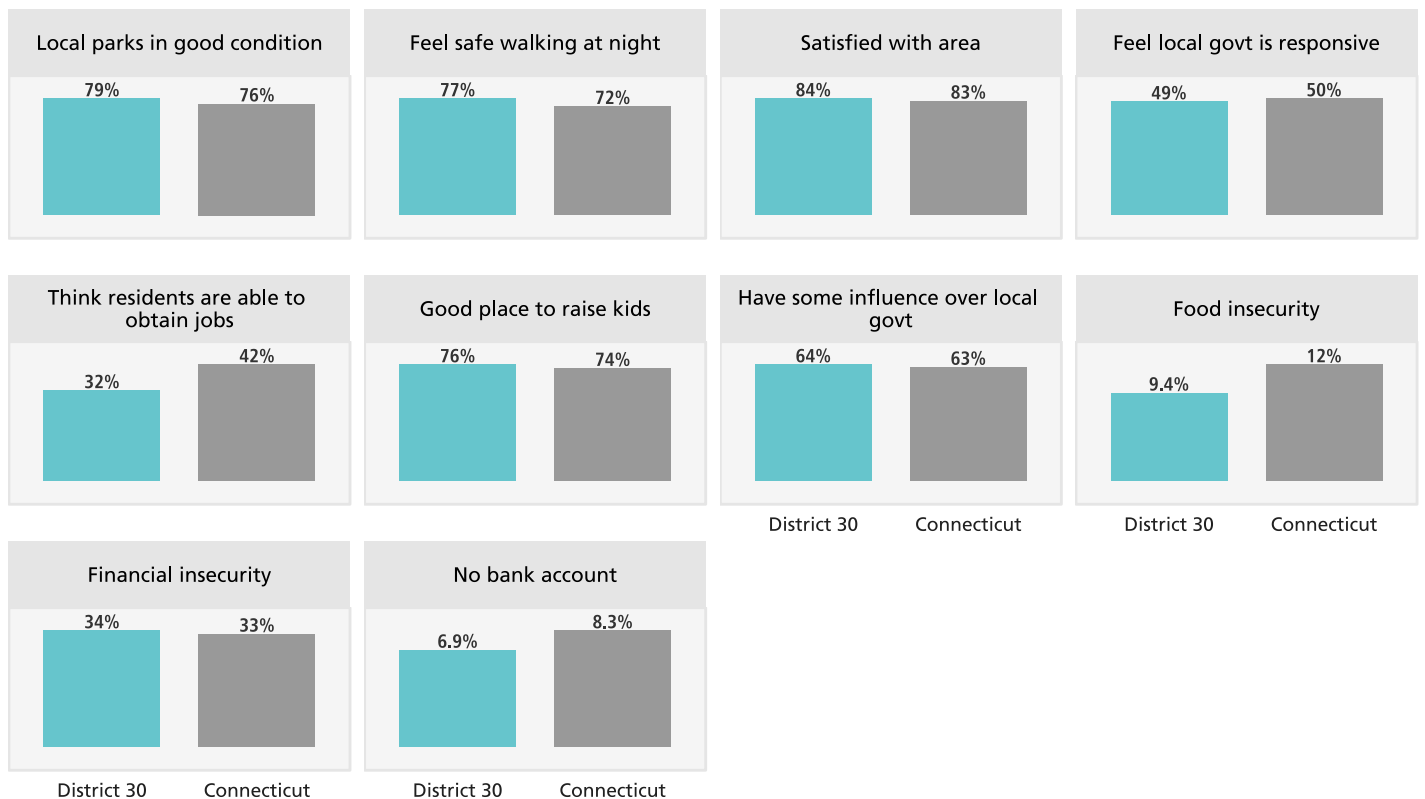 Local parks in good condition
79%
76%
Feel safe walking at night
77%
72%
Satisfied with area
84%
83%
Feel local govt is responsive
49%
50%
Think residents are able to
obtain jobs
32%
42%
Good place to raise kids
76%
74%
Have some influence over local
govt
64%
63%
District 30
Connecticut
Food insecurity
9.4%
12%
District 30
Connecticut
Financial insecurity
34%
33%
District 30
Connecticut
No bank account
6.9%
8.3%
District 30
Connecticut